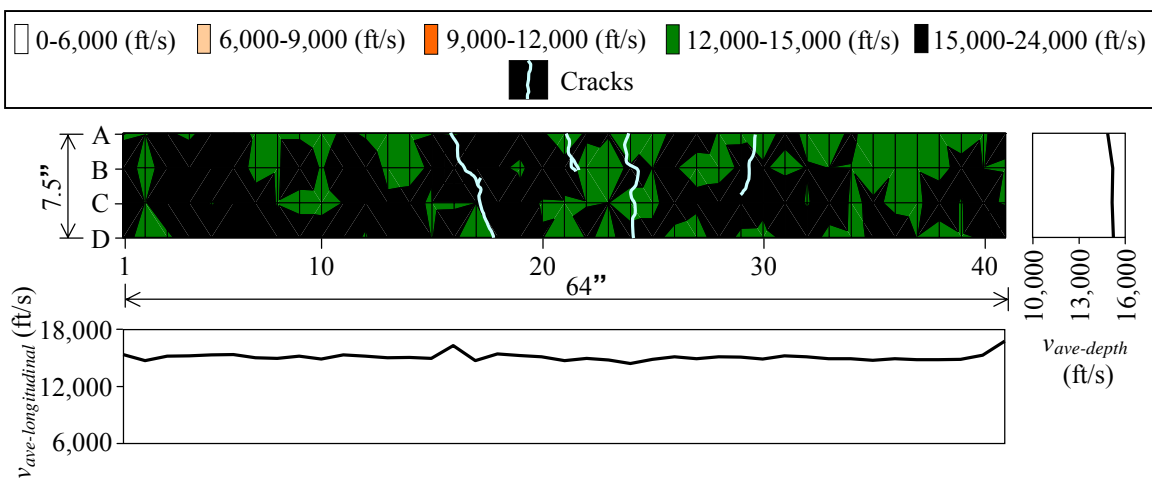 0-6,000 (ft/s) 6,000-9,000 (ft/s) 9,000-12,000 (ft/s) 12,000-15,000 (ft/s) 15,000-24,000 (ft/s)
Cracks
A
B
C
D
7.5”
1 10 20 30 40
64”
10,000
13,000
16,000
v ave-depth
(ft/s)
v ave-longitudinal (ft/s)
18,000
12,000
6,000